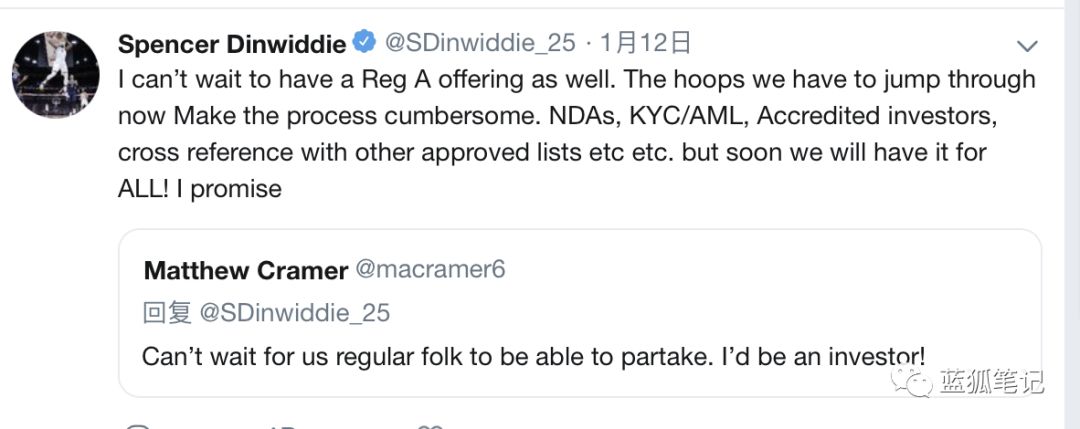 Spencer Dinwiddie @SDinwiddie_25 · 1月12日
I can’t wait to have a Reg A offering as well. The hoops we have to jump through
now Make the process cumbersome. NDAs, KYC/AML, Accredited investors,
cross reference with other approved lists etc etc. but soon we will have it for
ALL! I promise
Matthew Cramer @macramer6
回复 @SDinwiddie_25
Can’t wait for us regular folk to be able to partake. I’d be an investor!
蓝狐笔记